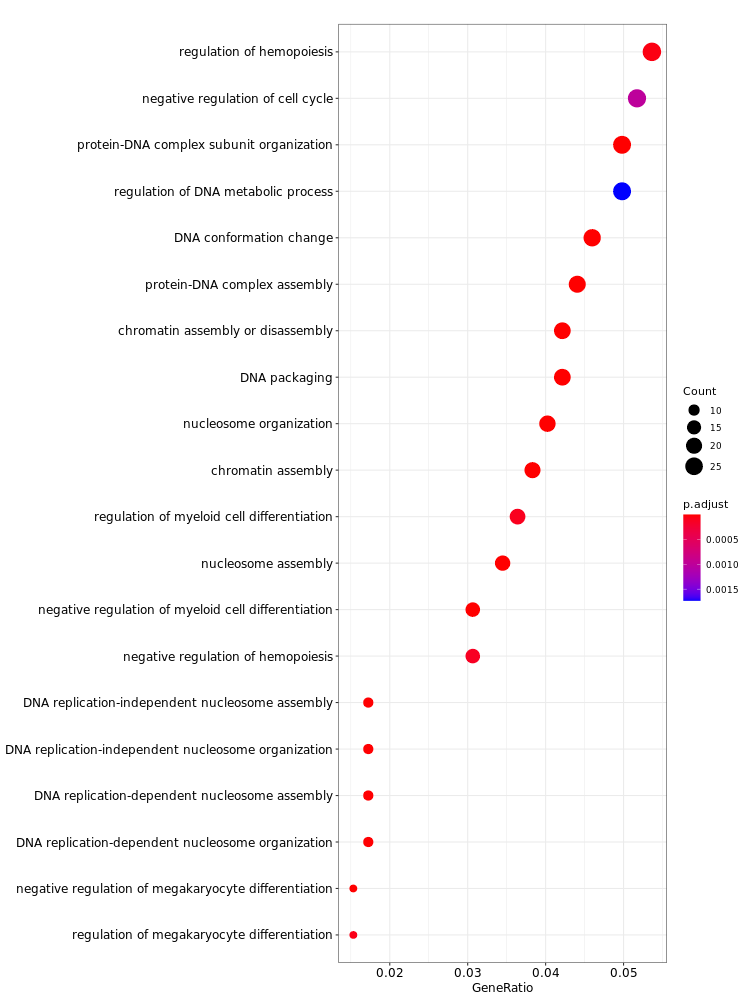 regulation of hemopoiesis
negative regulation of cell cycle
protein-DNA complex subunit organization
regulation of DNA metabolic process
DNA conformation change
protein-DNA complex assembly
chromatin assembly or disassembly
DNA packaging
nucleosome organization
chromatin assembly
regulation of myeloid cell differentiation
nucleosome assembly
negative regulation of myeloid cell differentiation
negative regulation of hemopoiesis
DNA replication-independent nucleosome assembly
DNA replication-independent nucleosome organization
DNA replication-dependent nucleosome assembly
DNA replication-dependent nucleosome organization
negative regulation of megakaryocyte differentiation
regulation of megakaryocyte differentiation
0.02 0.03 0.04 0.05
GeneRatio
Count
10
15
20
25
p.adjust
0.0005
0.0010
0.0015